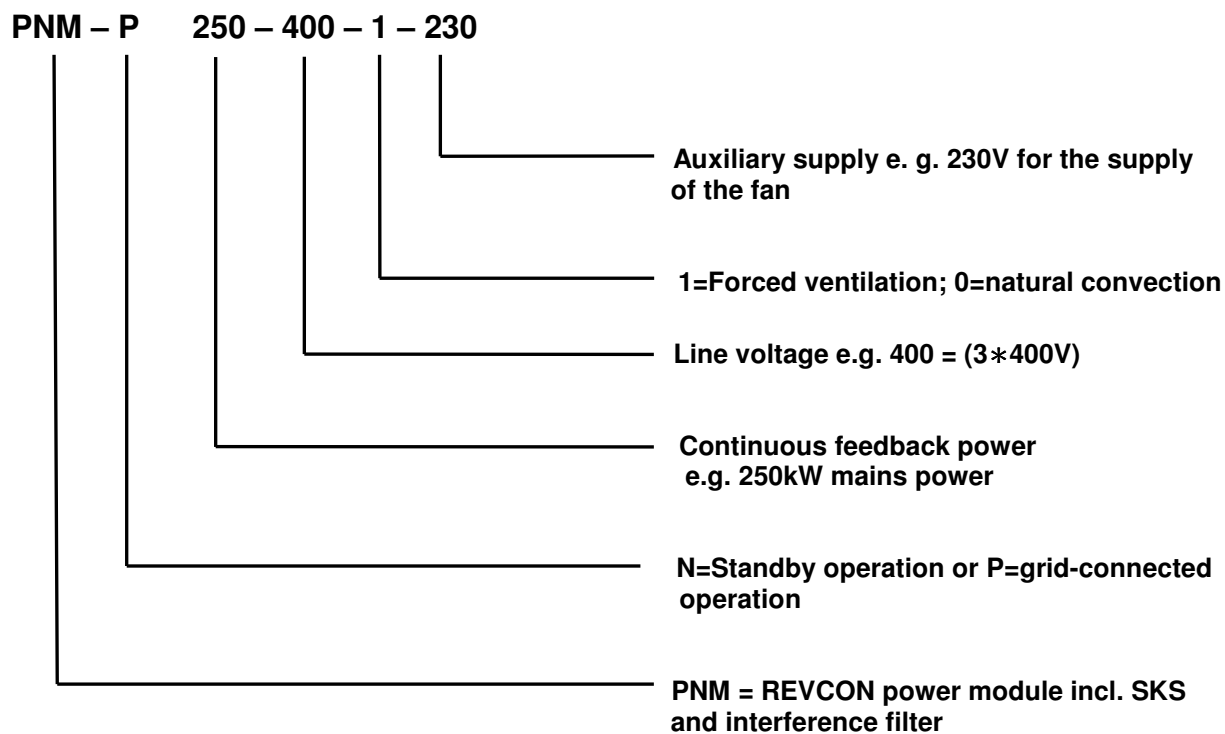 PNM – P 250 – 400 – 1 – 230
Auxiliary supply e. g. 230V for the supply
of the fan
1=Forced ventilation; 0=natural convection
Line voltage e.g. 400 = (3*400V)
Continuous feedback power
e.g. 250kW mains power
N=Standby operation or P=grid-connected
operation
PNM = REVCON power module incl. SKS
and interference filter